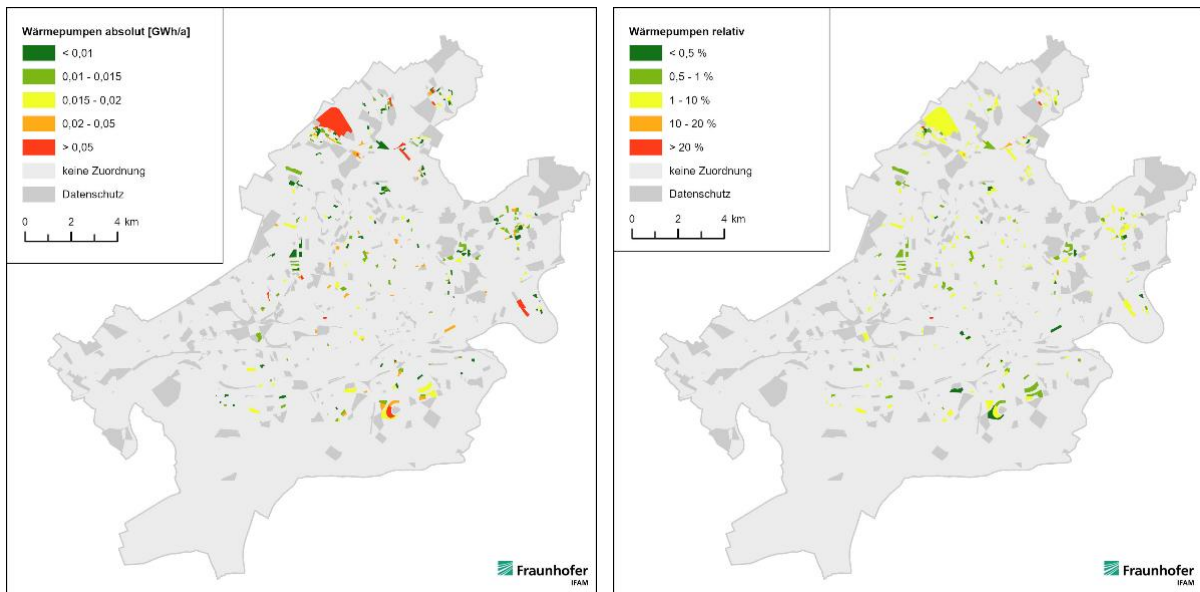 Wärmepumpen absolut [GWh/a]
< 0,01
0,01 - 0,015
0.015 - 0,02
0,02 - 0,05
> 0,05
keine Zuordnung
Datenschutz
0 2 4 km
Fraunhofer
IFAM
Wärmepumpen relativ
< 0,5 %
0,5 - 1 %
1 - 10 %
10 - 20 %
> 20 %
keine Zuordnung
Datenschutz
0 2 4 km
Fraunhofer
IFAM